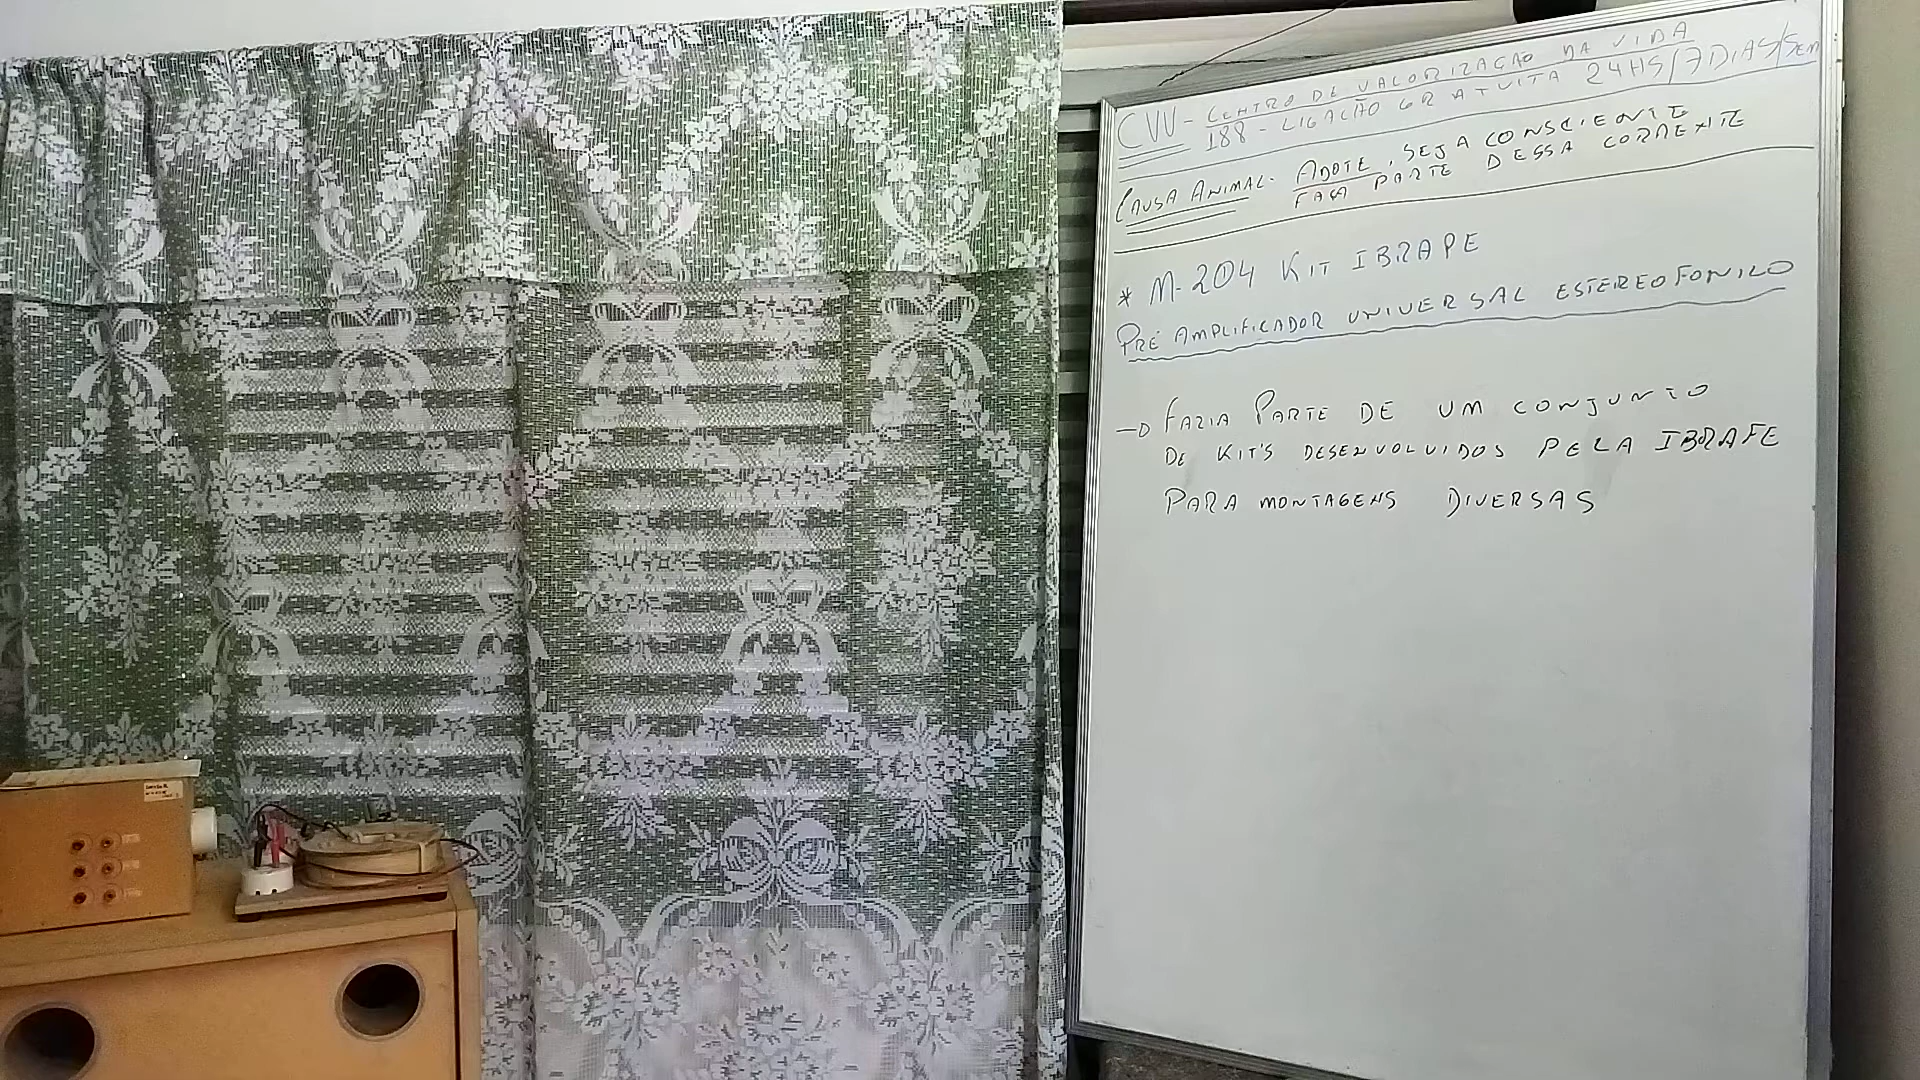 CVV - CENTRO DE VALORIZAÇÃO DA VIDA
188 - LIGAÇÃO GRATUITA 24HS/7DIAS/SEM
CAUSA ANIMAL. ADOTE, SEJA CONSCIENTE
FAÇA PARTE DESSA CORRENTE
* M-204 KIT IBRAPE
PRÉ AMPLIFICADOR UNIVERSAL ESTEREOFONICO
→ FAZIA PARTE DE UM CONJUNTO
DE KIT'S DESENVOLVIDOS PELA IBRAPE
PARA MONTAGENS DIVERSAS